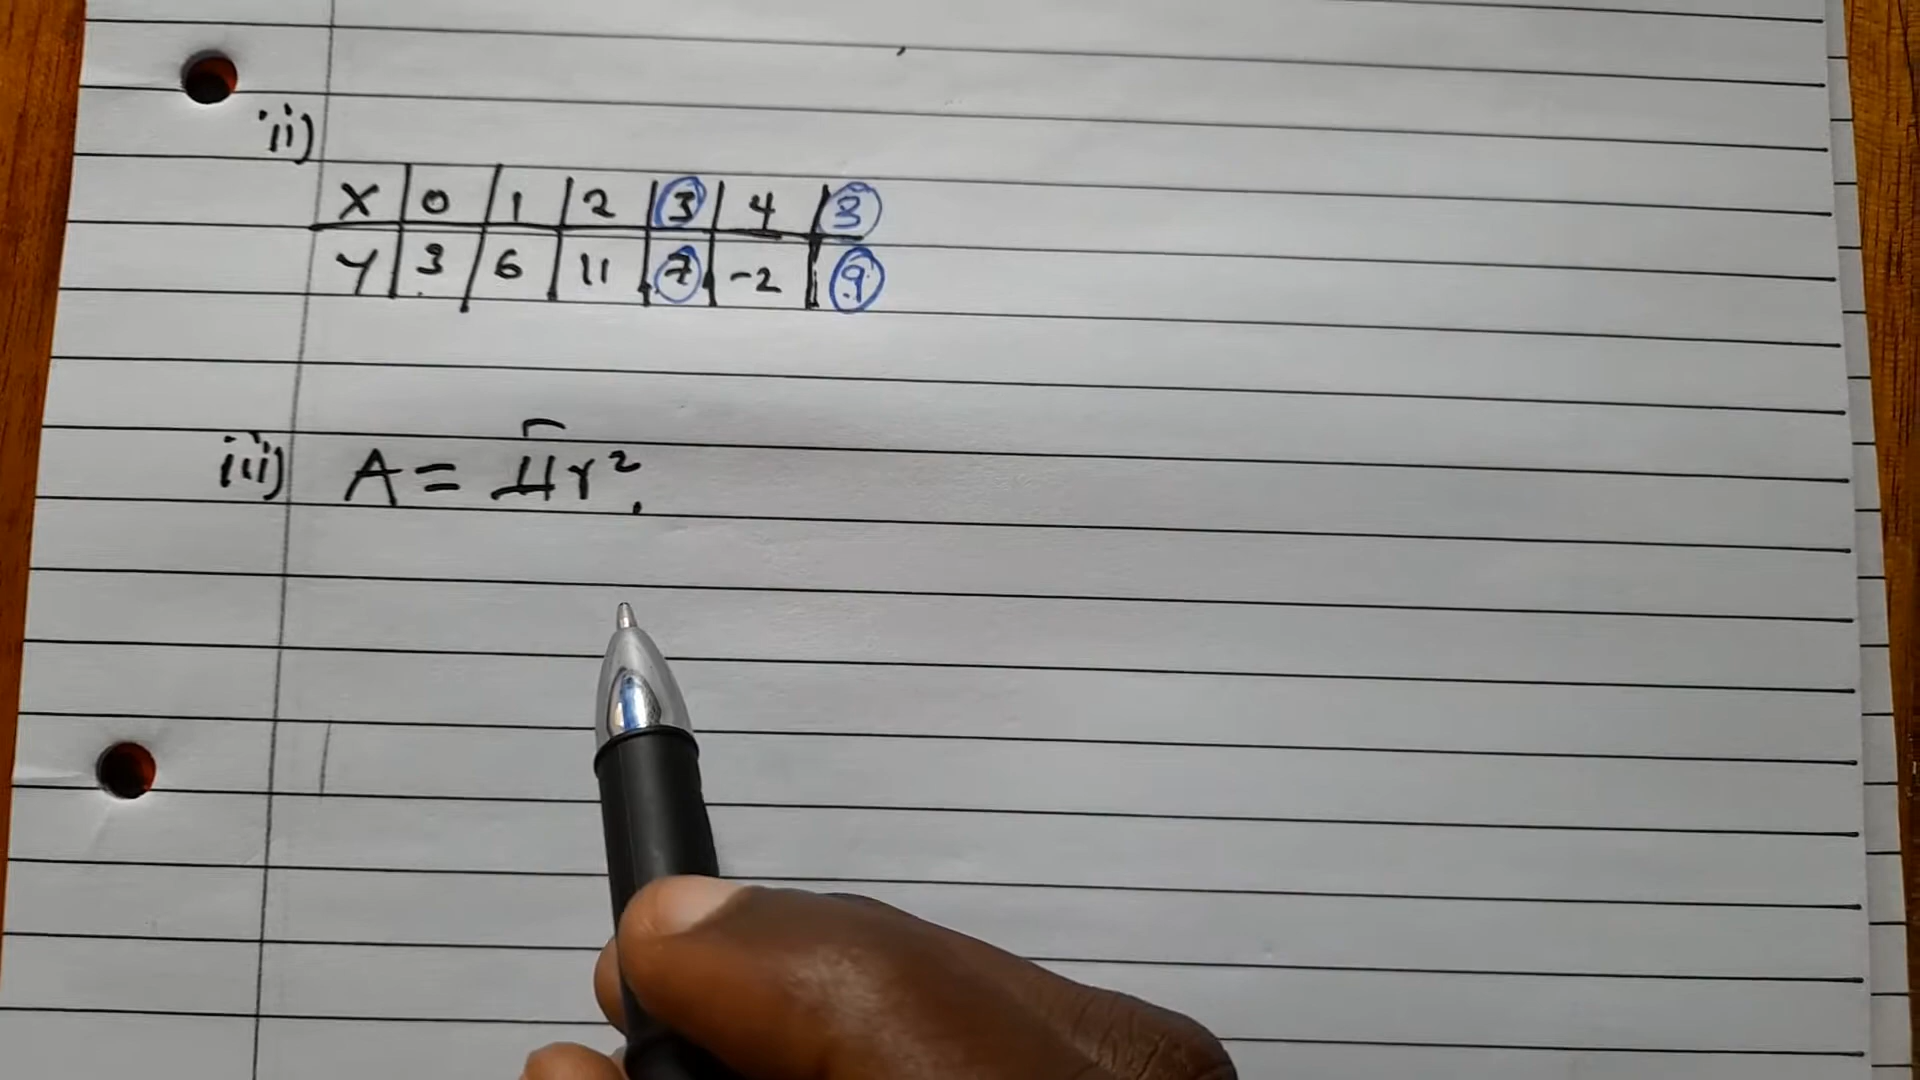 ii)
X 0 1 2 3 4 3
Y 3 6 11 7 -2 9
iii) A = πr².